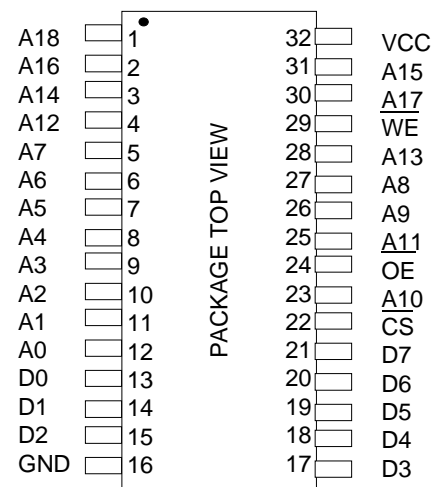 A18 1 32 VCC
A16 2 31 A15
A14 3 30 A17
A12 4 29 W̅E̅
A7 5 28 A13
A6 6 27 A8
A5 7 26 A9
A4 8 25 A11
A3 9 24 O̅E̅
A2 10 23 A10
A1 11 22 C̅S̅
A0 12 21 D7
D0 13 20 D6
D1 14 19 D5
D2 15 18 D4
GND 16 17 D3
PACKAGE TOP VIEW